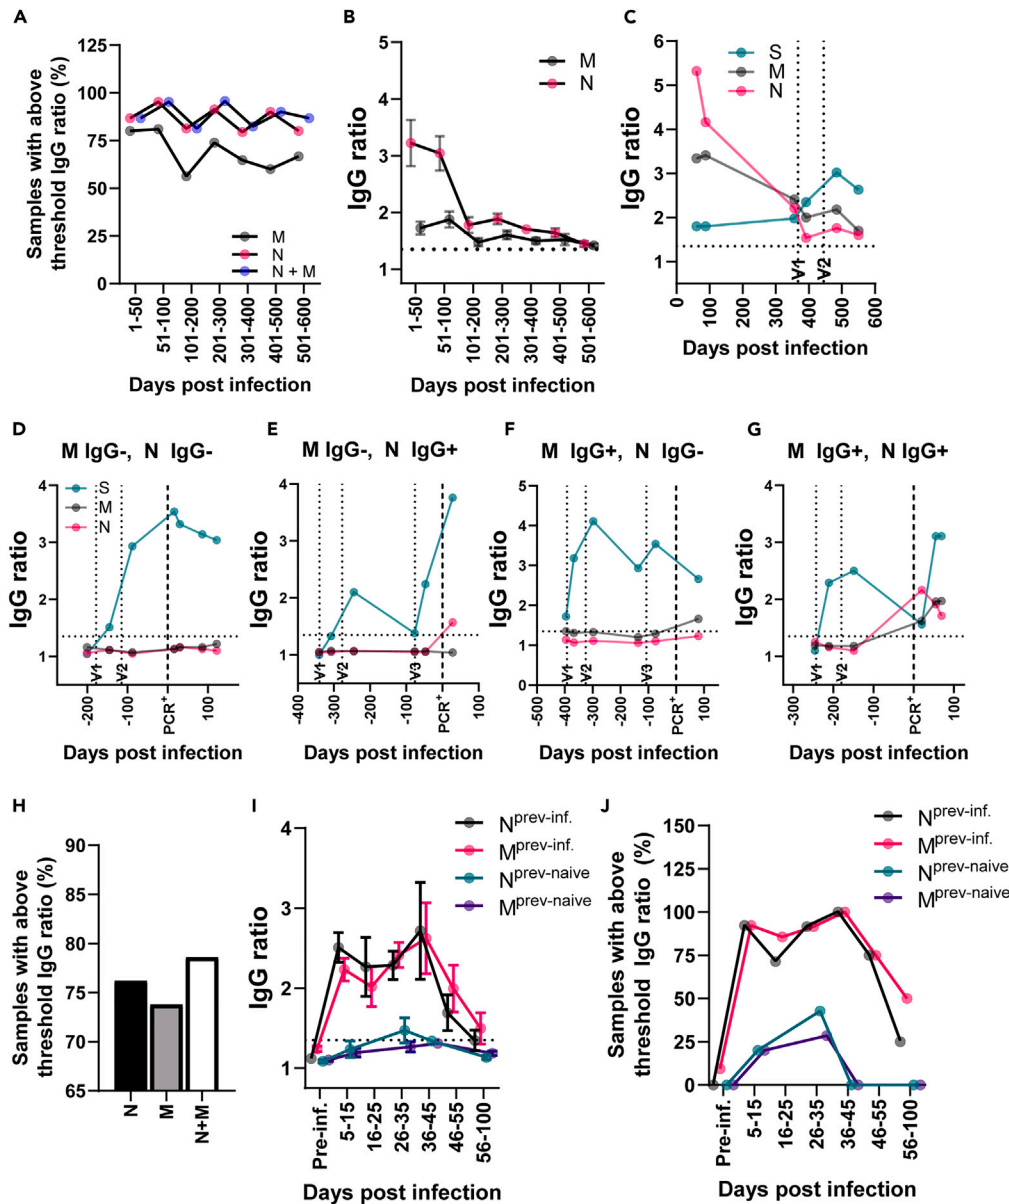 A
Samples with above
threshold IgG ratio (%)
125
100
75
50
25
0
M
N
N + M
1-50
51-100
101-200
201-300
301-400
401-500
501-600
Days post infection
B
IgG ratio
5
4
3
2
1
M
N
1-50
51-100
101-200
201-300
301-400
401-500
501-600
Days post infection
C
IgG ratio
6
5
4
3
2
1
S
M
N
V1
V2
0
100
200
300
400
500
600
Days post infection
D
M IgG-, N IgG-
IgG ratio
4
3
2
1
S
M
N
V1
V2
-200
-100
PCR+
100
Days post infection
E
M IgG-, N IgG+
IgG ratio
4
3
2
1
V1
V2
V3
-400
-300
-200
-100
PCR+
100
Days post infection
F
M IgG+, N IgG-
IgG ratio
5
4
3
2
1
0
V1
V2
V3
-500
-400
-300
-200
-100
PCR+
100
Days post infection
G
M IgG+, N IgG+
IgG ratio
4
3
2
1
V1
V2
-300
-200
-100
PCR+
100
Days post infection
H
Samples with above
threshold IgG ratio (%)
90
85
80
75
70
65
N
M
N+M
I
IgG ratio
4
3
2
1
N prev-inf.
M prev-inf.
N prev-naive
M prev-naive
Pre-inf.
5-15
16-25
26-35
36-45
46-55
56-100
Days post infection
J
Samples with above
threshold IgG ratio (%)
150
125
100
75
50
20
0
N prev-inf.
M prev-inf.
N prev-naive
M prev-naive
Pre-inf.
5-15
16-25
26-35
36-45
46-55
56-100
Days post infection